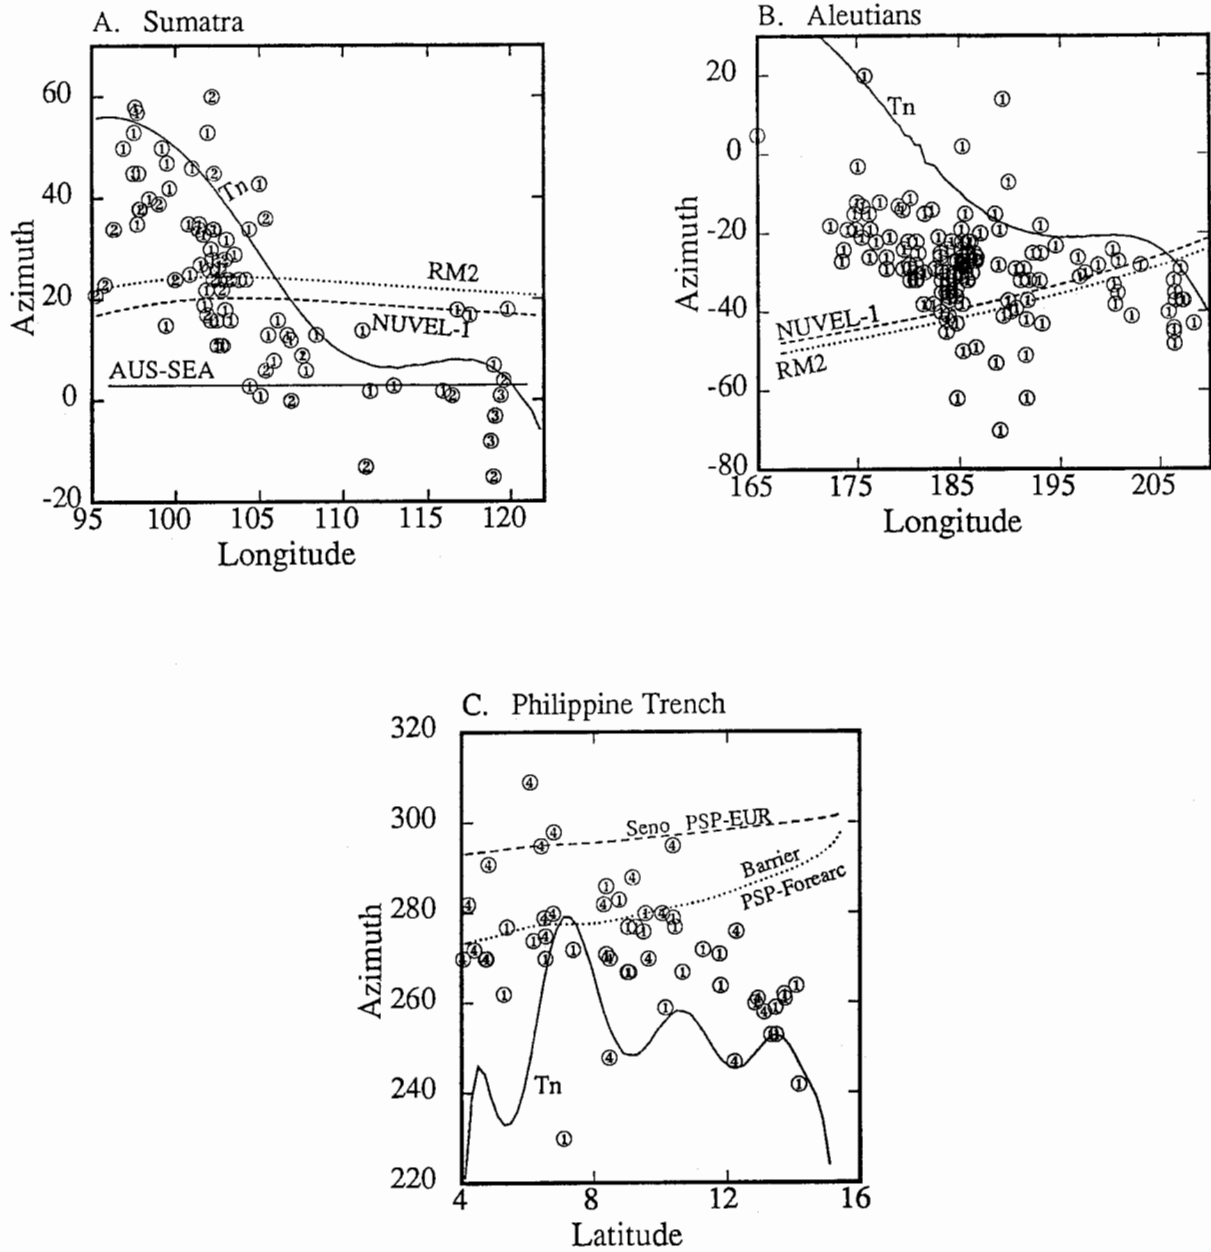 A. Sumatra
60
40
20
0
-20
95 100 105 110 115 120
Azimuth
Longitude
Tn
RM2
NUVEL-1
AUS-SEA
B. Aleutians
20
0
-20
-40
-60
-80
165 175 185 195 205
Azimuth
Longitude
Tn
NUVEL-1
RM2
C. Philippine Trench
320
300
280
260
240
220
4 8 12 16
Azimuth
Latitude
Seno PSP-EUR
Barrier
PSP-Forearc
Tn